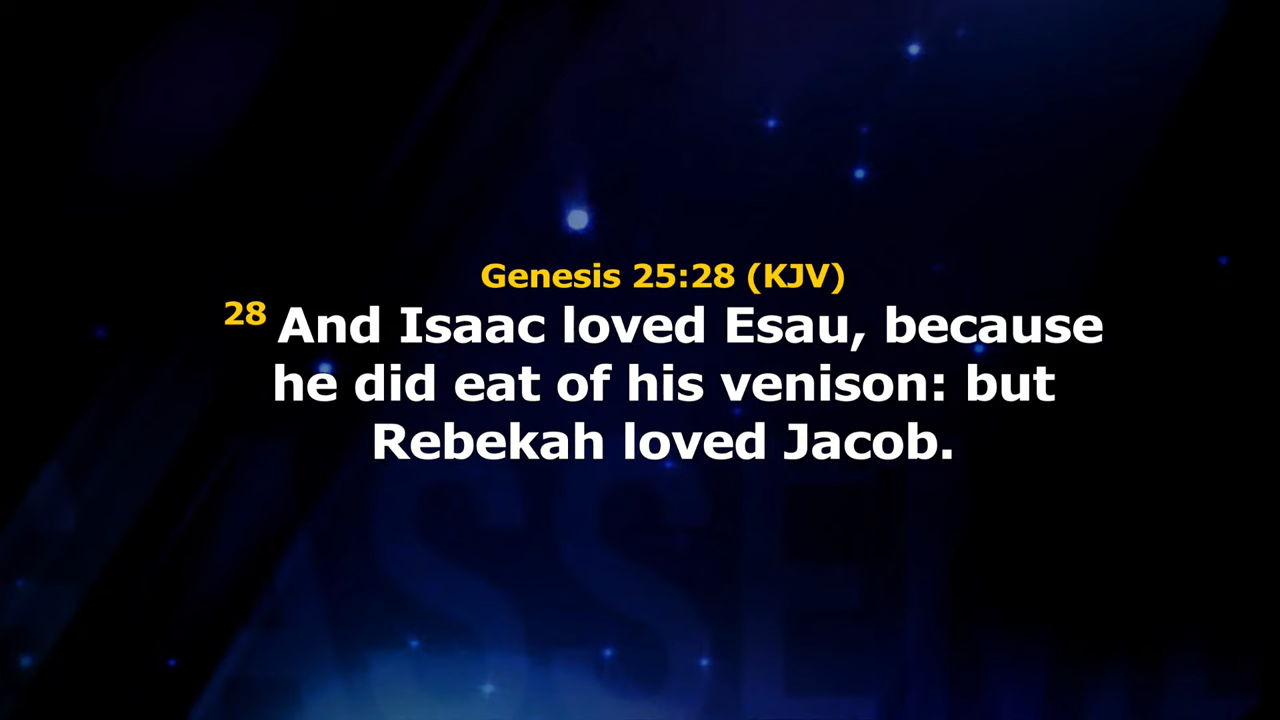 Genesis 25:28 (KJV)
28 And Isaac loved Esau, because
he did eat of his venison: but
Rebekah loved Jacob.